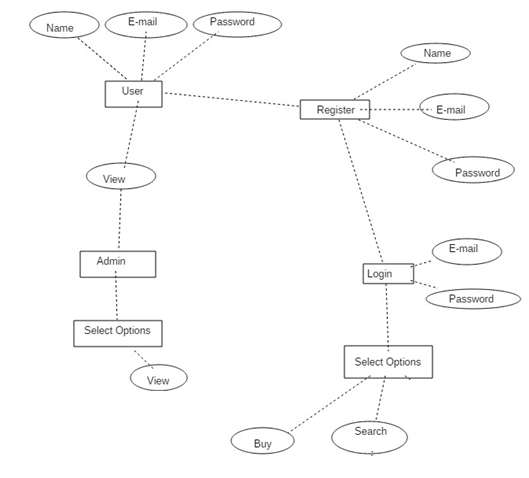 Name
E-mail
Password
User
Register
Name
E-mail
Password
View
Admin
Select Options
View
Login
E-mail
Password
Select Options
Buy
Search